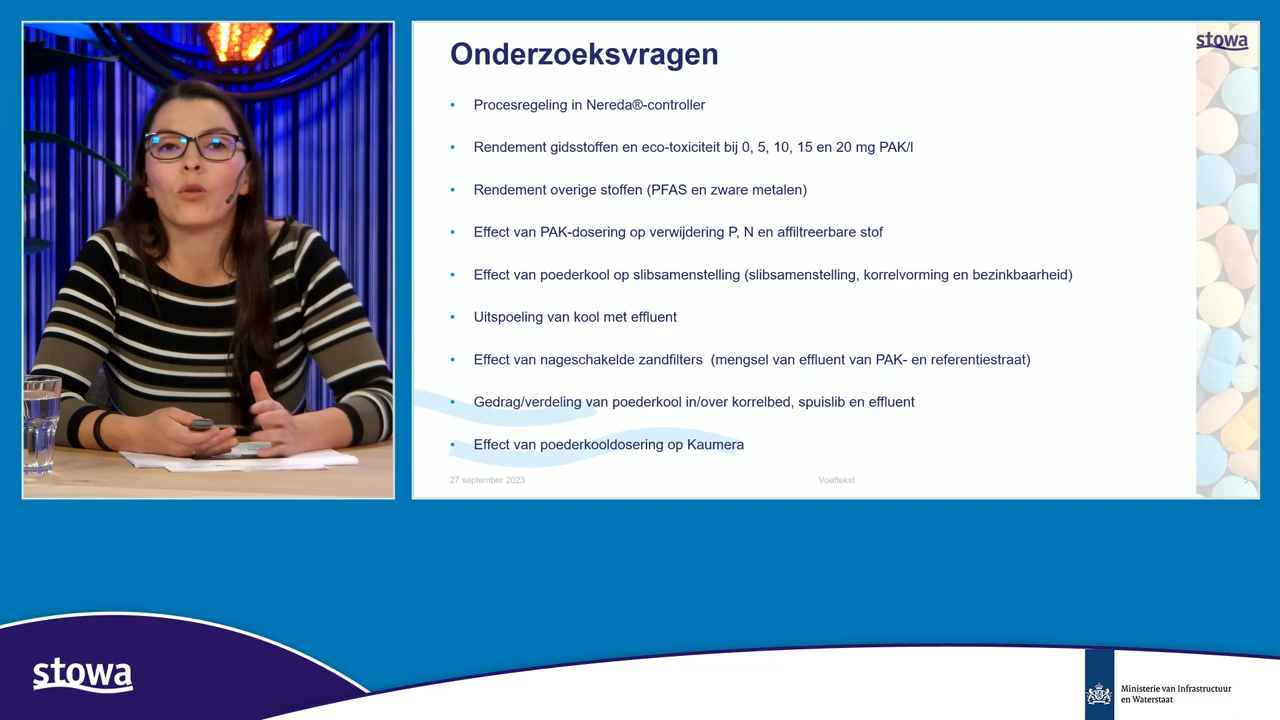 Onderzoeksvragen
stowa
• Procesregeling in Nereda®-controller
• Rendement gidsstoffen en eco-toxiciteit bij 0, 5, 10, 15 en 20 mg PAK/l
• Rendement overige stoffen (PFAS en zware metalen)
• Effect van PAK-dosering op verwijdering P, N en affiltreerbare stof
• Effect van poederkool op slibsamenstelling (slibsamenstelling, korrelvorming en bezinkbaarheid)
• Uitspoeling van kool met effluent
• Effect van nageschakelde zandfilters (mengsel van effluent van PAK- en referentiestraat)
• Gedrag/verdeling van poederkool in/over korrelbed, spuislib en effluent
• Effect van poederkooldosering op Kaumera
27 september 2023
Voettekst
5
stowa
Ministerie van Infrastructuur
en Waterstaat